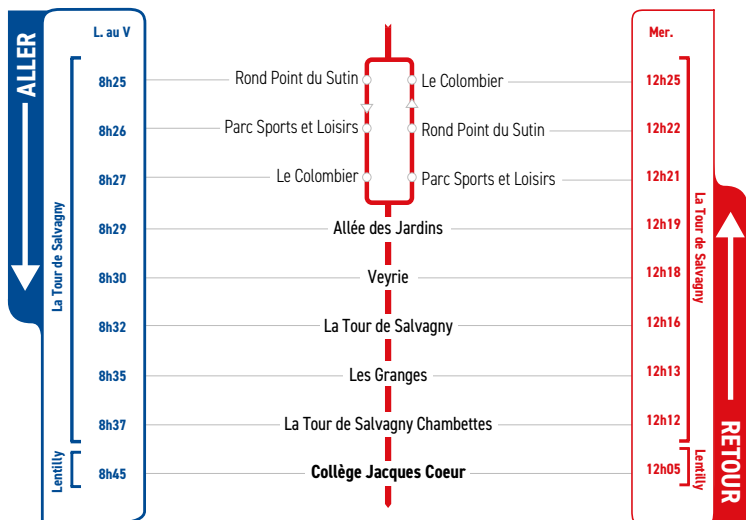 ALLER
L. au V
Mer.
8h25 Rond Point du Sutin Le Colombier 12h25
8h26 Parc Sports et Loisirs Rond Point du Sutin 12h22
8h27 Le Colombier Parc Sports et Loisirs 12h21
8h29 Allée des Jardins 12h19
8h30 Veyrie 12h18
8h32 La Tour de Salvagny 12h16
8h35 Les Granges 12h13
8h37 La Tour de Salvagny Chambettes 12h12
8h45 Collège Jacques Coeur 12h05
La Tour de Salvagny
Lentilly
La Tour de Salvagny
Lentilly
RETOUR